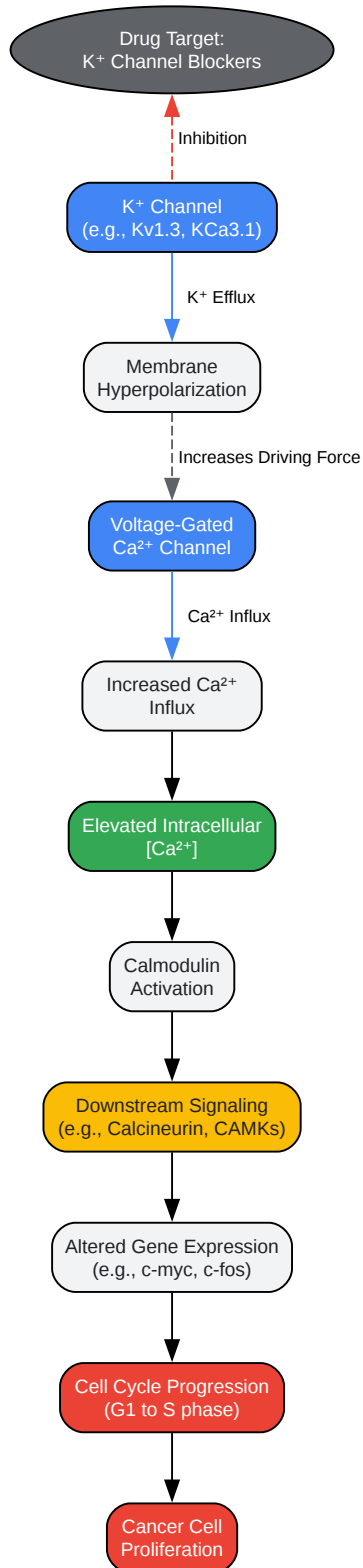 Drug Target:
K⁺ Channel Blockers
Inhibition
K⁺ Channel
(e.g., Kv1.3, KCa3.1)
K⁺ Efflux
Membrane
Hyperpolarization
Increases Driving Force
Voltage-Gated
Ca²⁺ Channel
Ca²⁺ Influx
Increased Ca²⁺
Influx
Elevated Intracellular
[Ca²⁺]
Calmodulin
Activation
Downstream Signaling
(e.g., Calcineurin, CAMKs)
Altered Gene Expression
(e.g., c-myc, c-fos)
Cell Cycle Progression
(G1 to S phase)
Cancer Cell
Proliferation